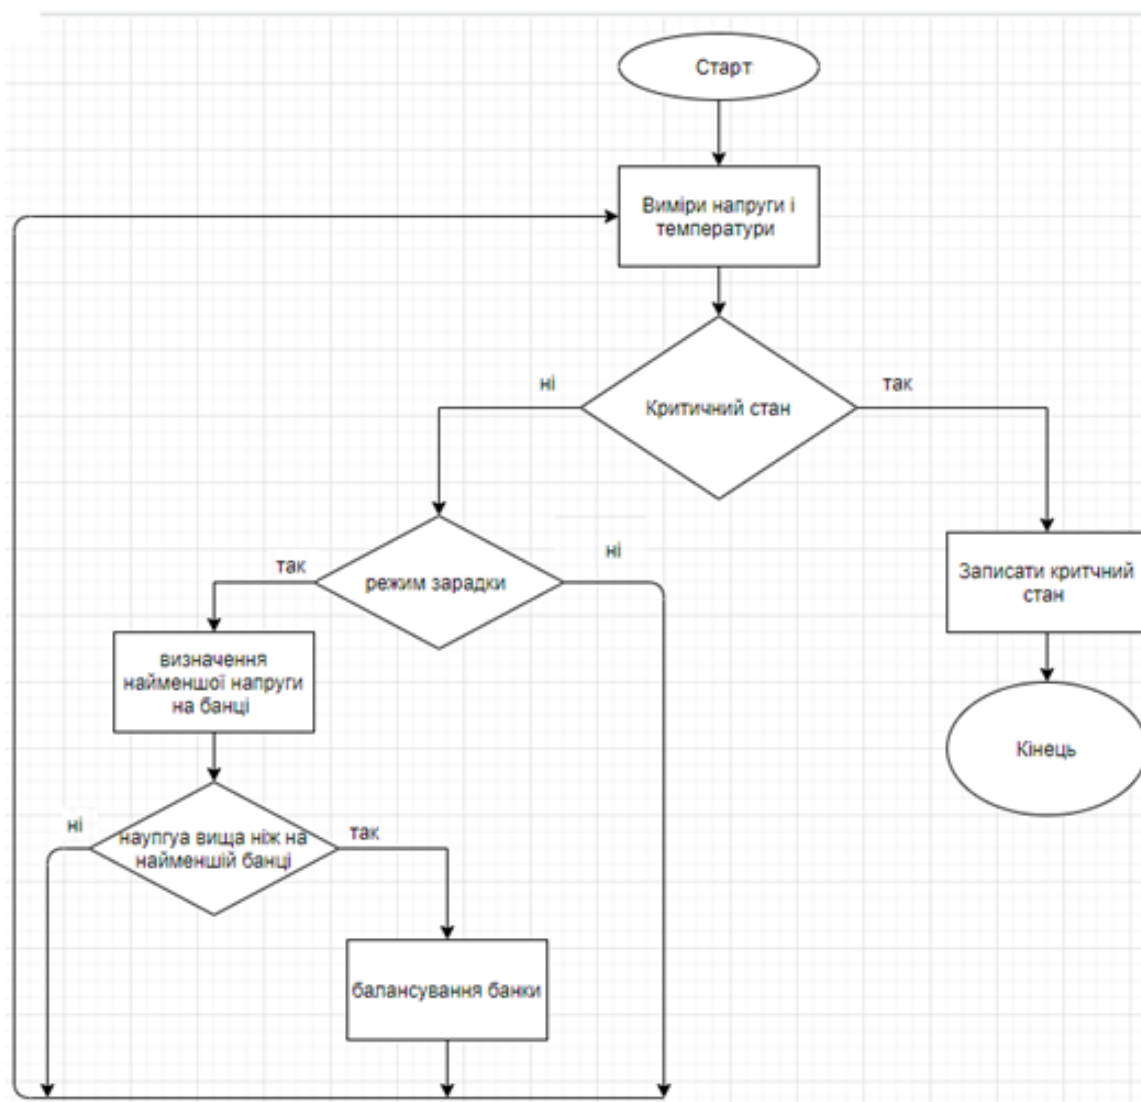 Старт
Виміри напруги і
температури
ні
так
Критичний стан
ні
так
режим зарадки
Записати критчний
стан
визначення
найменшої напруги
на банці
Кінець
ні
так
наупгуа вища ніж на
найменшій банці
балансування банки